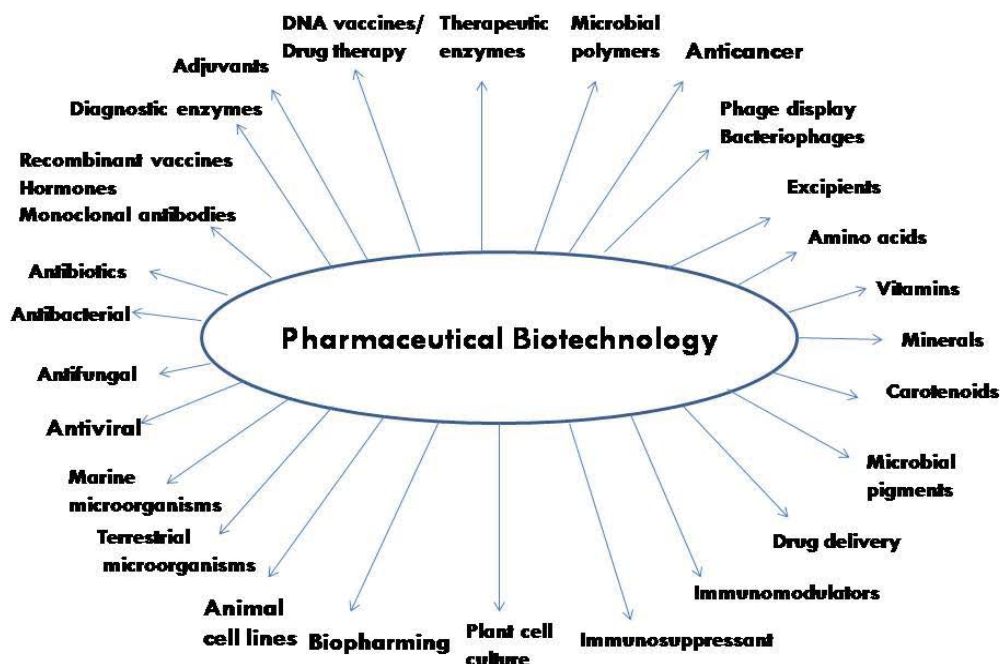 DNA vaccines/
Drug therapy
Therapeutic
enzymes
Microbial
polymers
Anticancer
Adjuvants
Diagnostic enzymes
Phage display
Bacteriophages
Recombinant vaccines
Hormones
Monoclonal antibodies
Excipients
Amino acids
Antibiotics
Vitamins
Antibacterial
Pharmaceutical Biotechnology
Minerals
Antifungal
Carotenoids
Antiviral
Microbial
pigments
Marine
microorganisms
Terrestrial
microorganisms
Drug delivery
Immunomodulators
Animal
cell lines
Biopharming
Plant cell
culture
Immunosuppressant